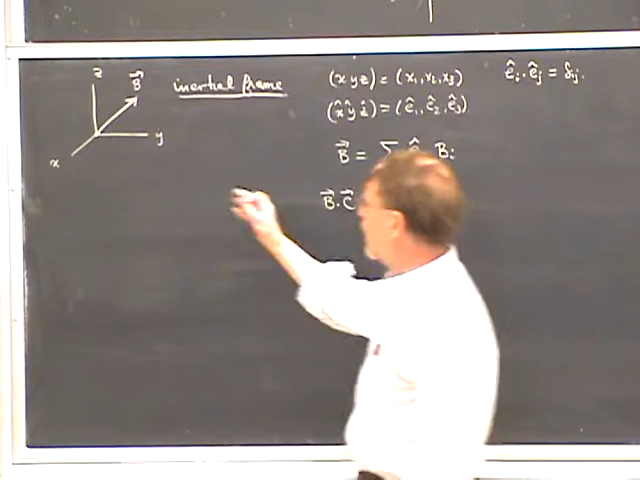 z
B⃗
y
x
inertial frame
(x y z) = (x₁, x₂, x₃)
(x̂ ŷ ẑ) = (ê₁, ê₂, ê₃)
êᵢ · êⱼ = δᵢⱼ.
B⃗ = Σ Bᵢ
B⃗ · C⃗